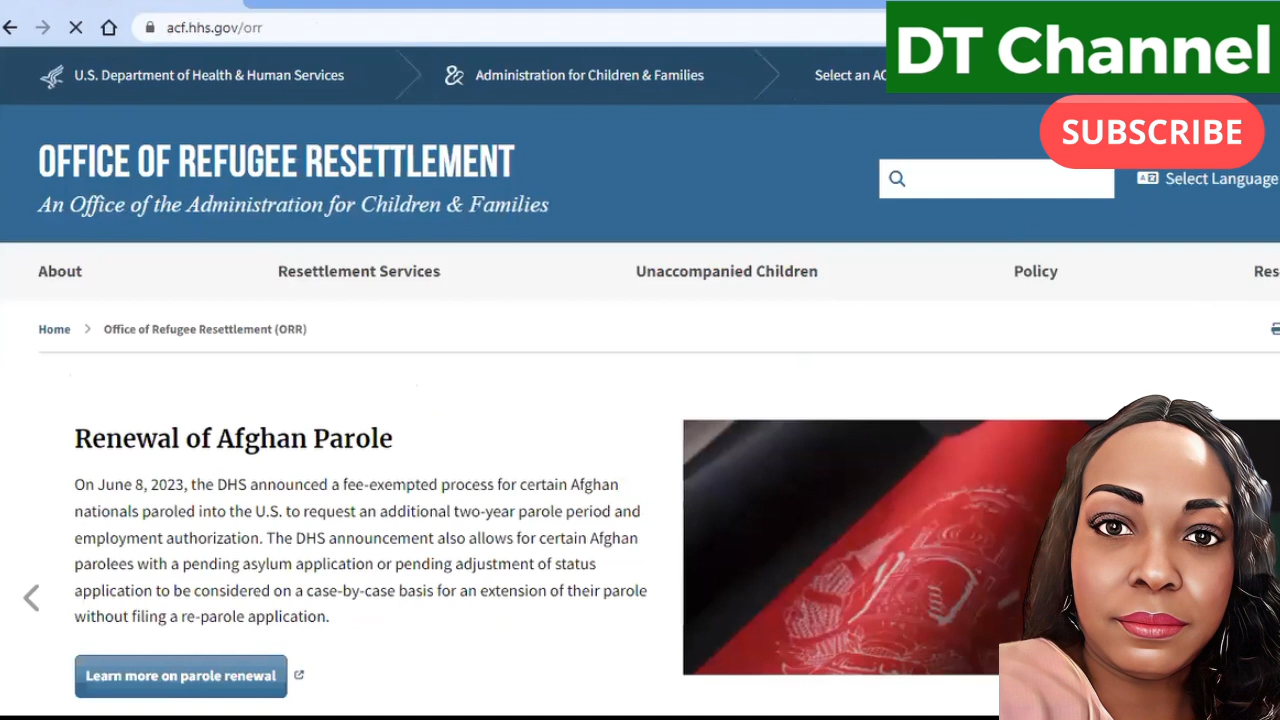 acf.hhs.gov/orr
DT Channel
U.S. Department of Health & Human Services
Administration for Children & Families
Select an AC
SUBSCRIBE
OFFICE OF REFUGEE RESETTLEMENT
An Office of the Administration for Children & Families
Select Language
About
Resettlement Services
Unaccompanied Children
Policy
Res
Home
Office of Refugee Resettlement (ORR)
Renewal of Afghan Parole
On June 8, 2023, the DHS announced a fee-exempted process for certain Afghan
nationals paroled into the U.S. to request an additional two-year parole period and
employment authorization. The DHS announcement also allows for certain Afghan
parolees with a pending asylum application or pending adjustment of status
application to be considered on a case-by-case basis for an extension of their parole
without filing a re-parole application.
Learn more on parole renewal